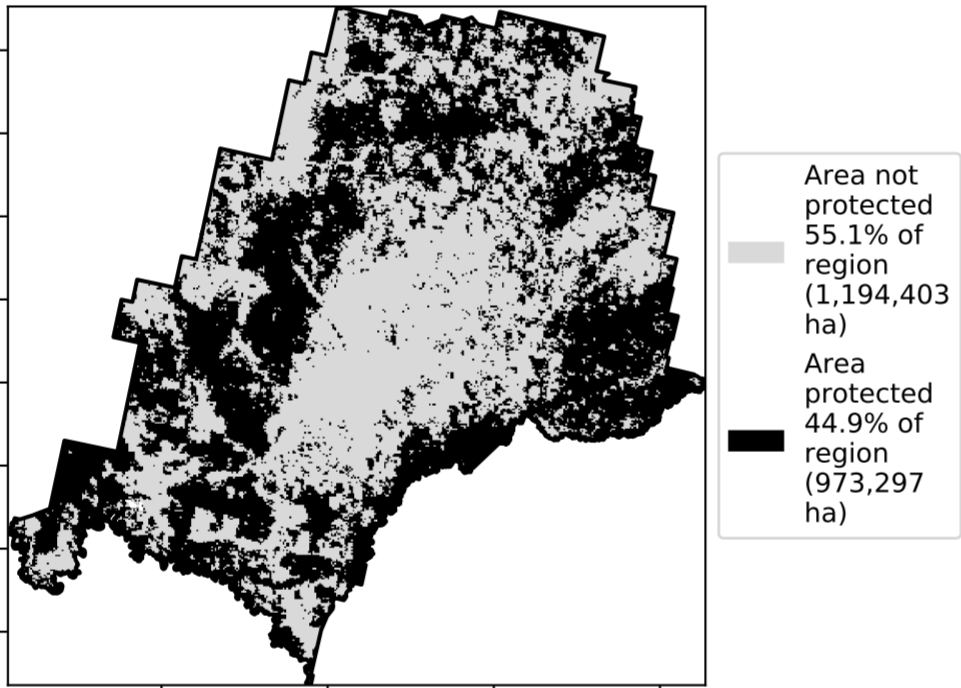 Area not
protected
55.1% of
region
(1,194,403
ha)
Area
protected
44.9% of
region
(973,297
ha)